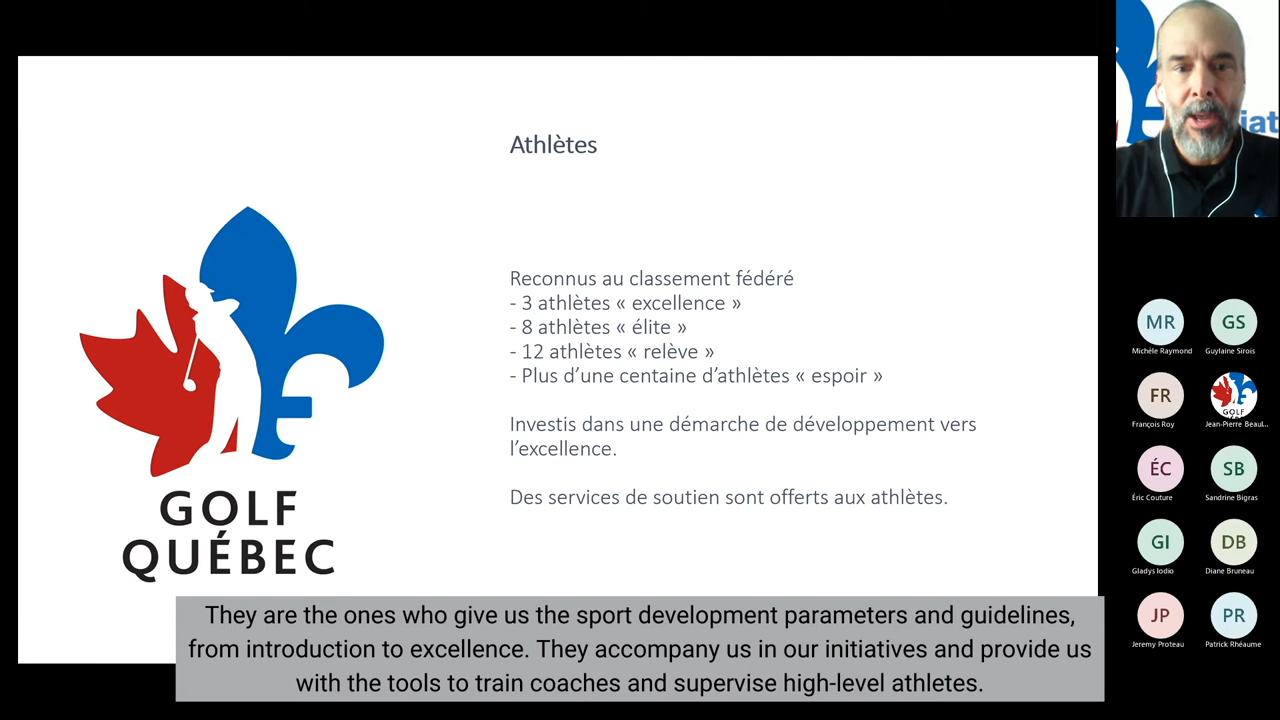 Athlètes
Reconnus au classement fédéré
- 3 athlètes « excellence »
- 8 athlètes « élite »
- 12 athlètes « relève »
- Plus d’une centaine d’athlètes « espoir »
Investis dans une démarche de développement vers
l’excellence.
Des services de soutien sont offerts aux athlètes.
GOLF
QUÉBEC
They are the ones who give us the sport development parameters and guidelines,
from introduction to excellence. They accompany us in our initiatives and provide us
with the tools to train coaches and supervise high-level athletes.
iat
MR GS
Michèle Raymond Guylaine Sirois
FR GOLF
François Roy Jean-Pierre Beaul...
ÉC SB
Éric Couture Sandrine Bigras
GI DB
Gladys Iodio Diane Bruneau
JP PR
Jeremy Proteau Patrick Rhéaume